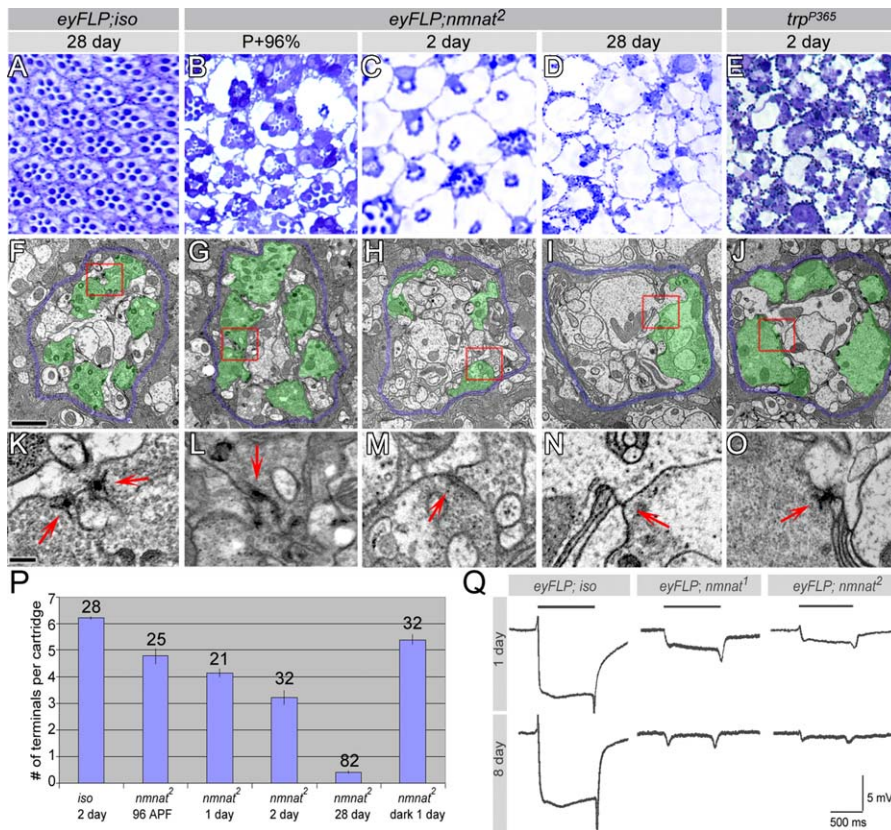 eyFLP;iso eyFLP;nmnat² trpᴾ³⁶⁵
28 day P+96% 2 day 28 day 2 day
A B C D E
F G H I J
K L M N O
P
# of terminals per cartridge
7
6
5
4
3
2
1
0
28 25 21 32 82 32
iso nmnat² nmnat² nmnat² nmnat² nmnat²
2 day 96 APF 1 day 2 day 28 day dark 1 day
Q
eyFLP; iso eyFLP; nmnat¹ eyFLP; nmnat²
1 day
8 day
5 mV
500 ms